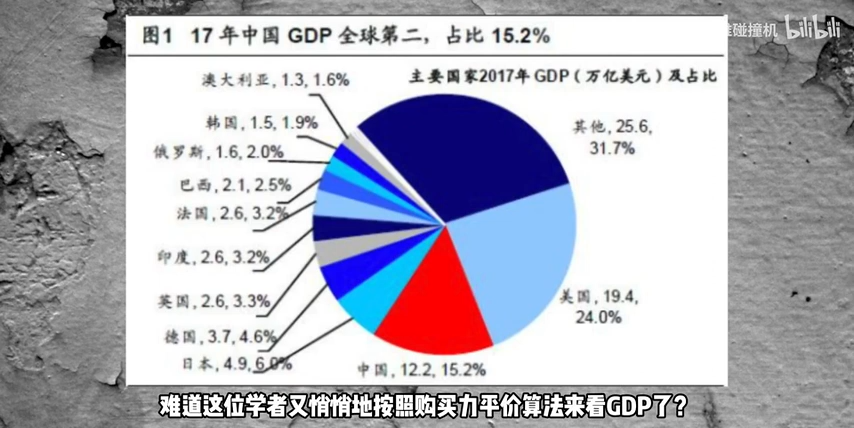 图1 17年中国 GDP 全球第二，占比 15.2%
碰撞机 bilibili
主要国家2017年GDP（万亿美元）及占比
澳大利亚, 1.3, 1.6%
韩国, 1.5, 1.9%
俄罗斯, 1.6, 2.0%
巴西, 2.1, 2.5%
法国, 2.6, 3.2%
印度, 2.6, 3.2%
英国, 2.6, 3.3%
德国, 3.7, 4.6%
日本, 4.9, 6.0%
中国, 12.2, 15.2%
其他, 25.6,
31.7%
美国, 19.4,
24.0%
难道这位学者又悄悄地按照购买力平价算法来看GDP了？